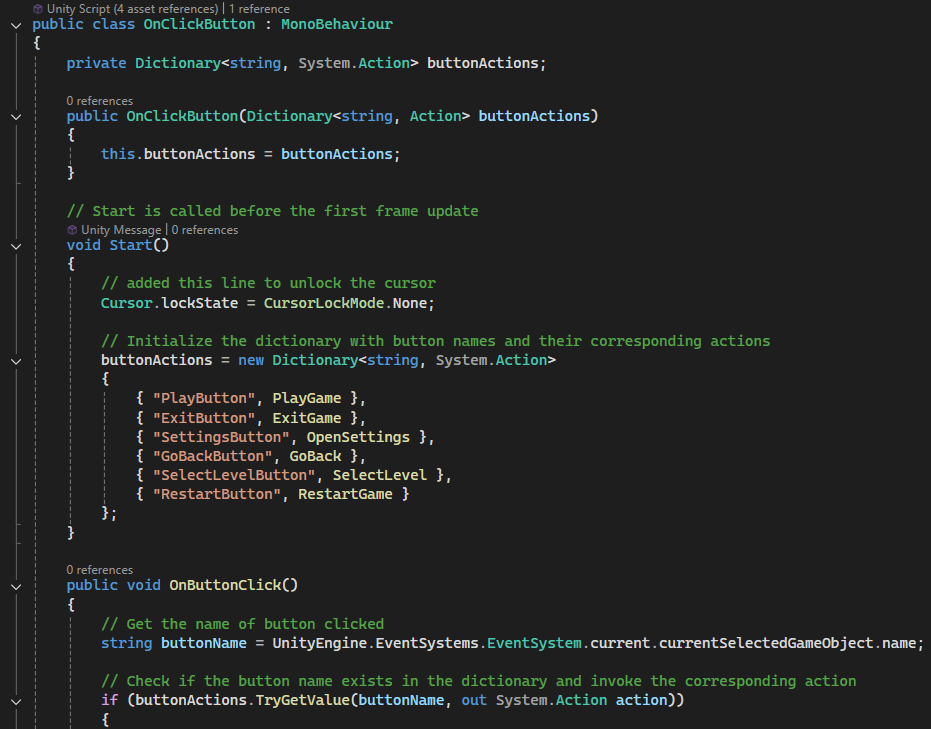 Unity Script (4 asset references) | 1 reference
public class OnClickButton : MonoBehaviour
{
private Dictionary<string, System.Action> buttonActions;
0 references
public OnClickButton(Dictionary<string, Action> buttonActions)
{
this.buttonActions = buttonActions;
}
// Start is called before the first frame update
Unity Message | 0 references
void Start()
{
// added this line to unlock the cursor
Cursor.lockState = CursorLockMode.None;
// Initialize the dictionary with button names and their corresponding actions
buttonActions = new Dictionary<string, System.Action>
{
{ "PlayButton", PlayGame },
{ "ExitButton", ExitGame },
{ "SettingsButton", OpenSettings },
{ "GoBackButton", GoBack },
{ "SelectLevelButton", SelectLevel },
{ "RestartButton", RestartGame }
};
}
0 references
public void OnButtonClick()
{
// Get the name of button clicked
string buttonName = UnityEngine.EventSystems.EventSystem.current.currentSelectedGameObject.name;
// Check if the button name exists in the dictionary and invoke the corresponding action
if (buttonActions.TryGetValue(buttonName, out System.Action action))
{